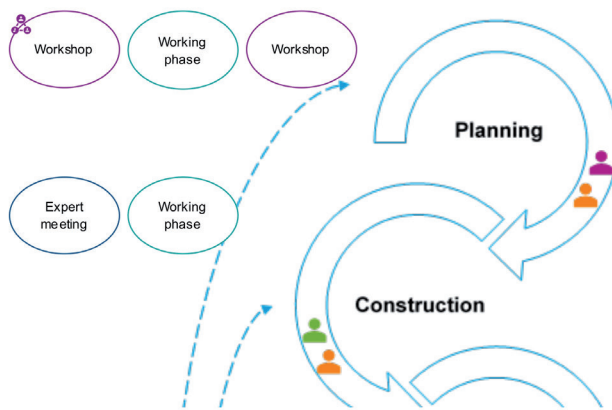 Workshop
Working
phase
Workshop
Planning
Expert
meeting
Working
phase
Construction